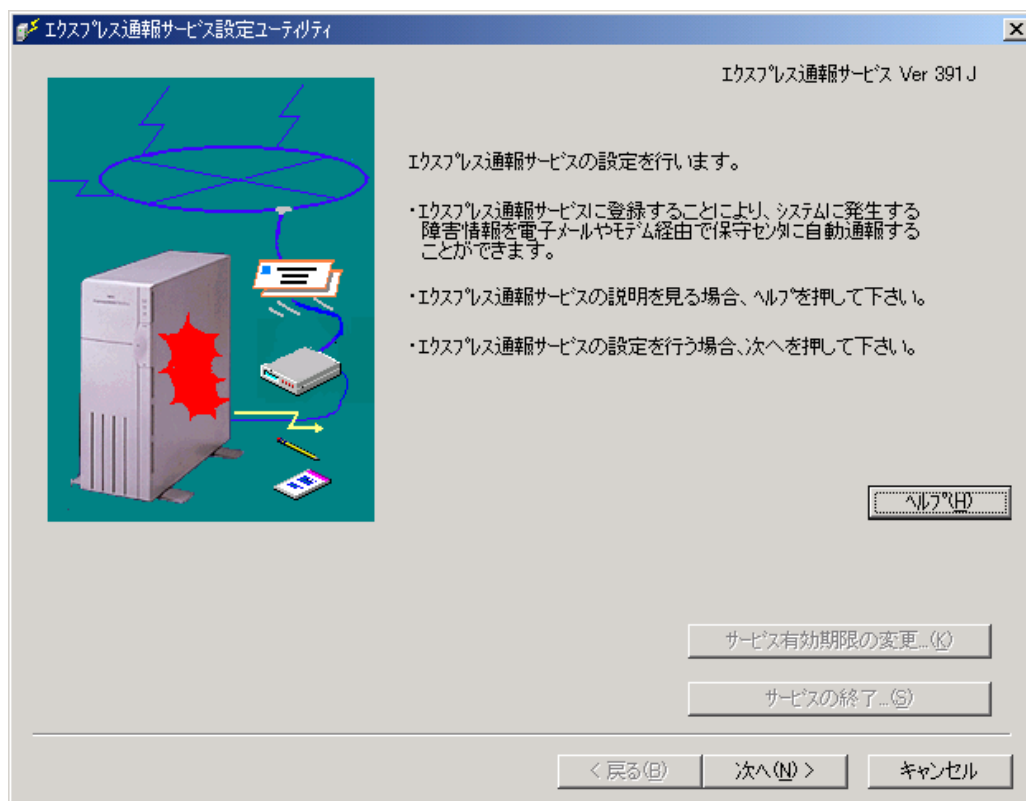 エクスプレス通報サービス設定ユーティリティ
エクスプレス通報サービス Ver 391J
エクスプレス通報サービスの設定を行います。
・エクスプレス通報サービスに登録することにより、システムに発生する
障害情報を電子メールやモデム経由で保守センタに自動通報する
ことができます。
・エクスプレス通報サービスの説明を見る場合、ヘルプを押して下さい。
・エクスプレス通報サービスの設定を行う場合、次へを押して下さい。
ヘルプ(H)
サービス有効期限の変更...(K)
サービスの終了...(S)
< 戻る(B)
次へ(N) >
キャンセル